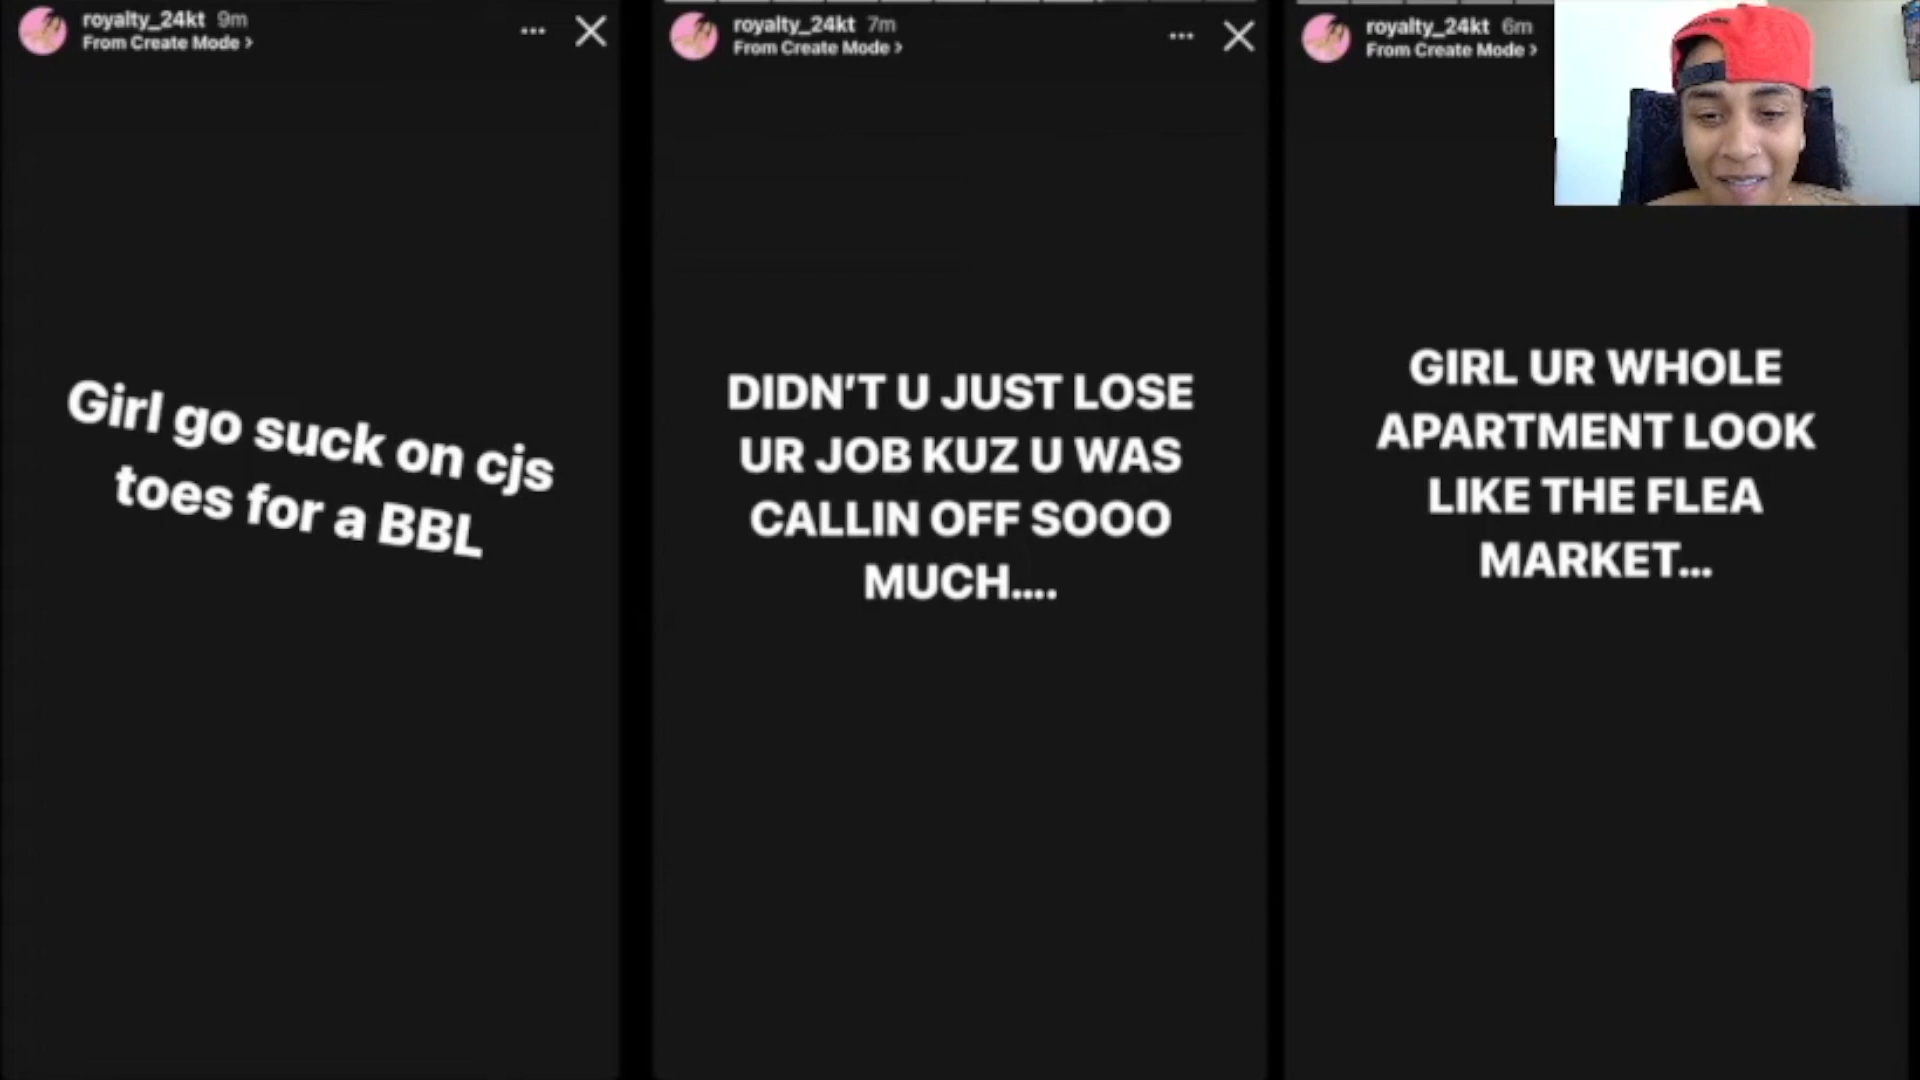 royalty_24kt 9m
From Create Mode >
Girl go suck on cjs
toes for a BBL
royalty_24kt 7m
From Create Mode >
DIDN'T U JUST LOSE
UR JOB KUZ U WAS
CALLIN OFF SOOO
MUCH....
royalty_24kt 6m
From Create Mode >
GIRL UR WHOLE
APARTMENT LOOK
LIKE THE FLEA
MARKET...